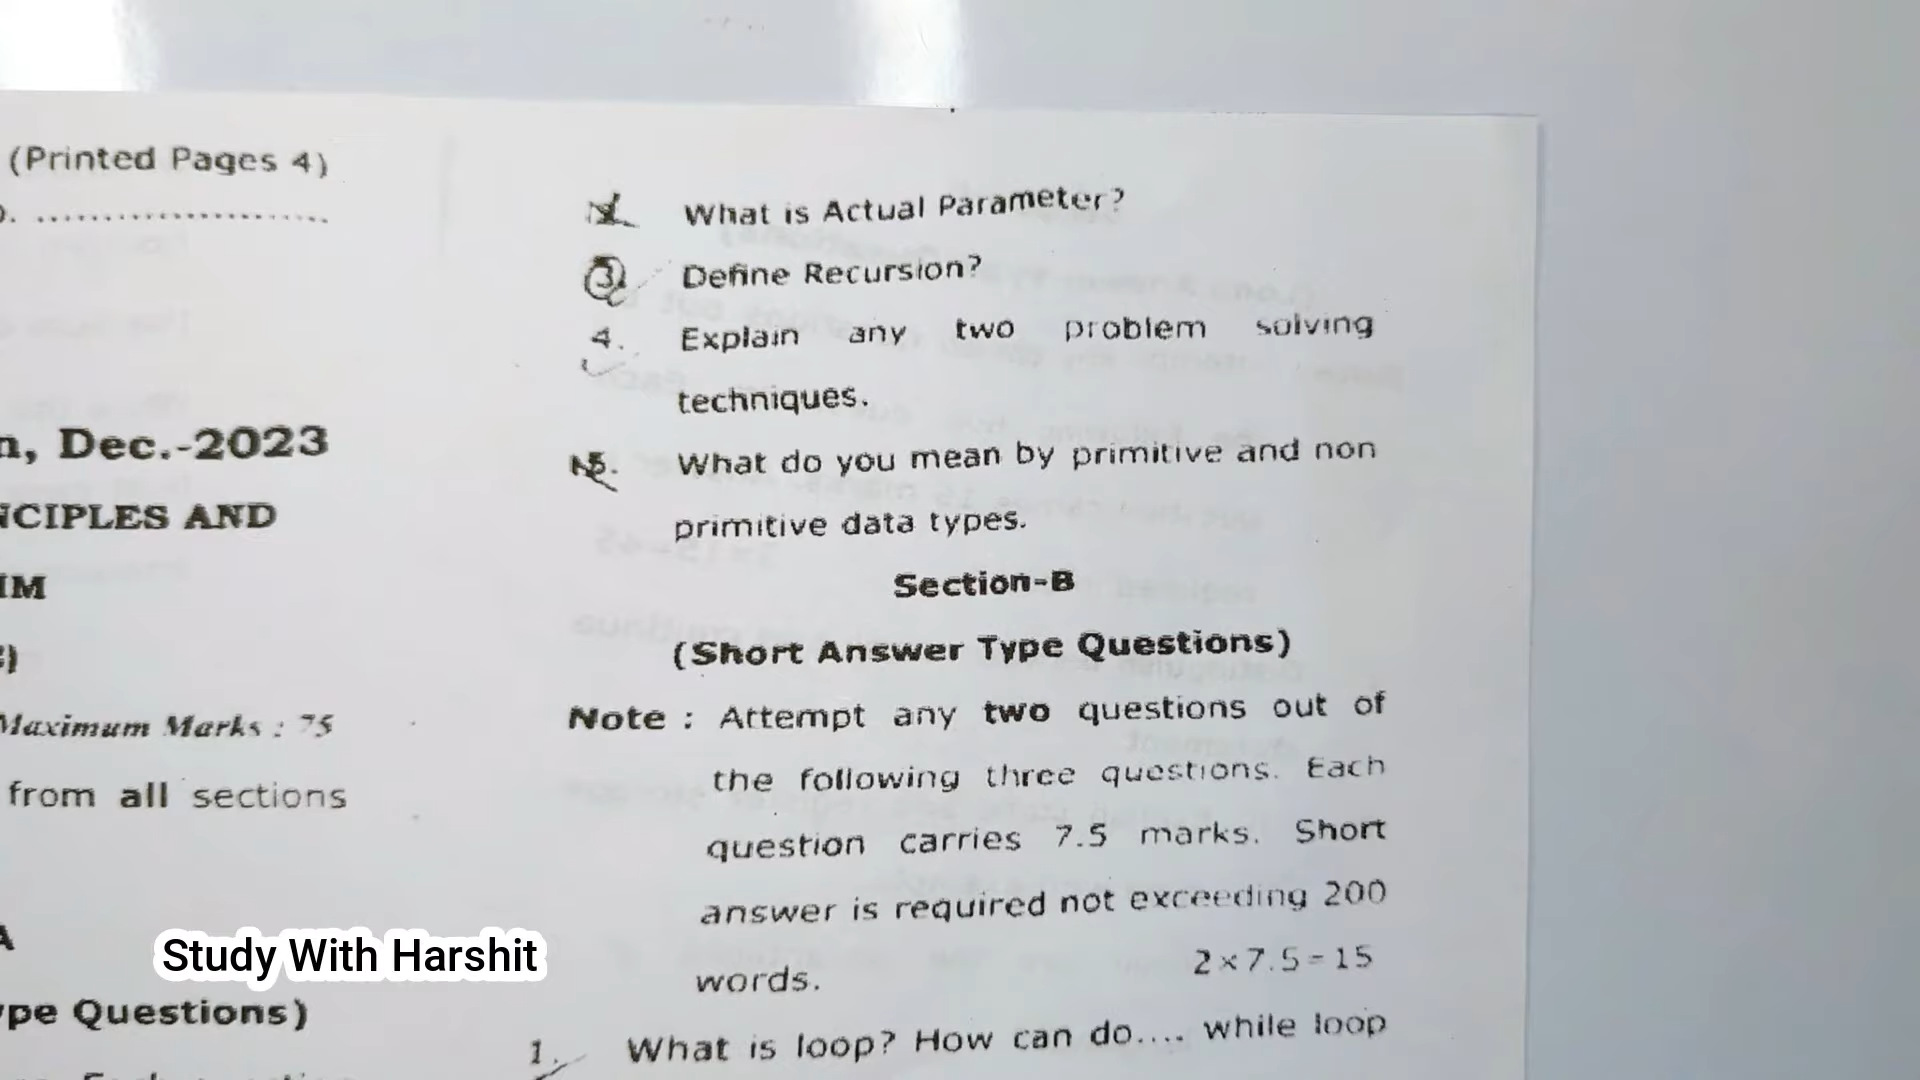 (Printed Pages 4)
n, Dec.-2023
NCIPLES AND
IM
Maximum Marks : 75
from all sections
A
ype Questions)
What is Actual Parameter?
3. Define Recursion?
4. Explain any two problem solving
techniques.
5. What do you mean by primitive and non
primitive data types.
Section-B
(Short Answer Type Questions)
Note : Attempt any two questions out of
the following three questions. Each
question carries 7.5 marks. Short
answer is required not exceeding 200
words. 2×7.5=15
1. What is loop? How can do.... while loop
Study With Harshit